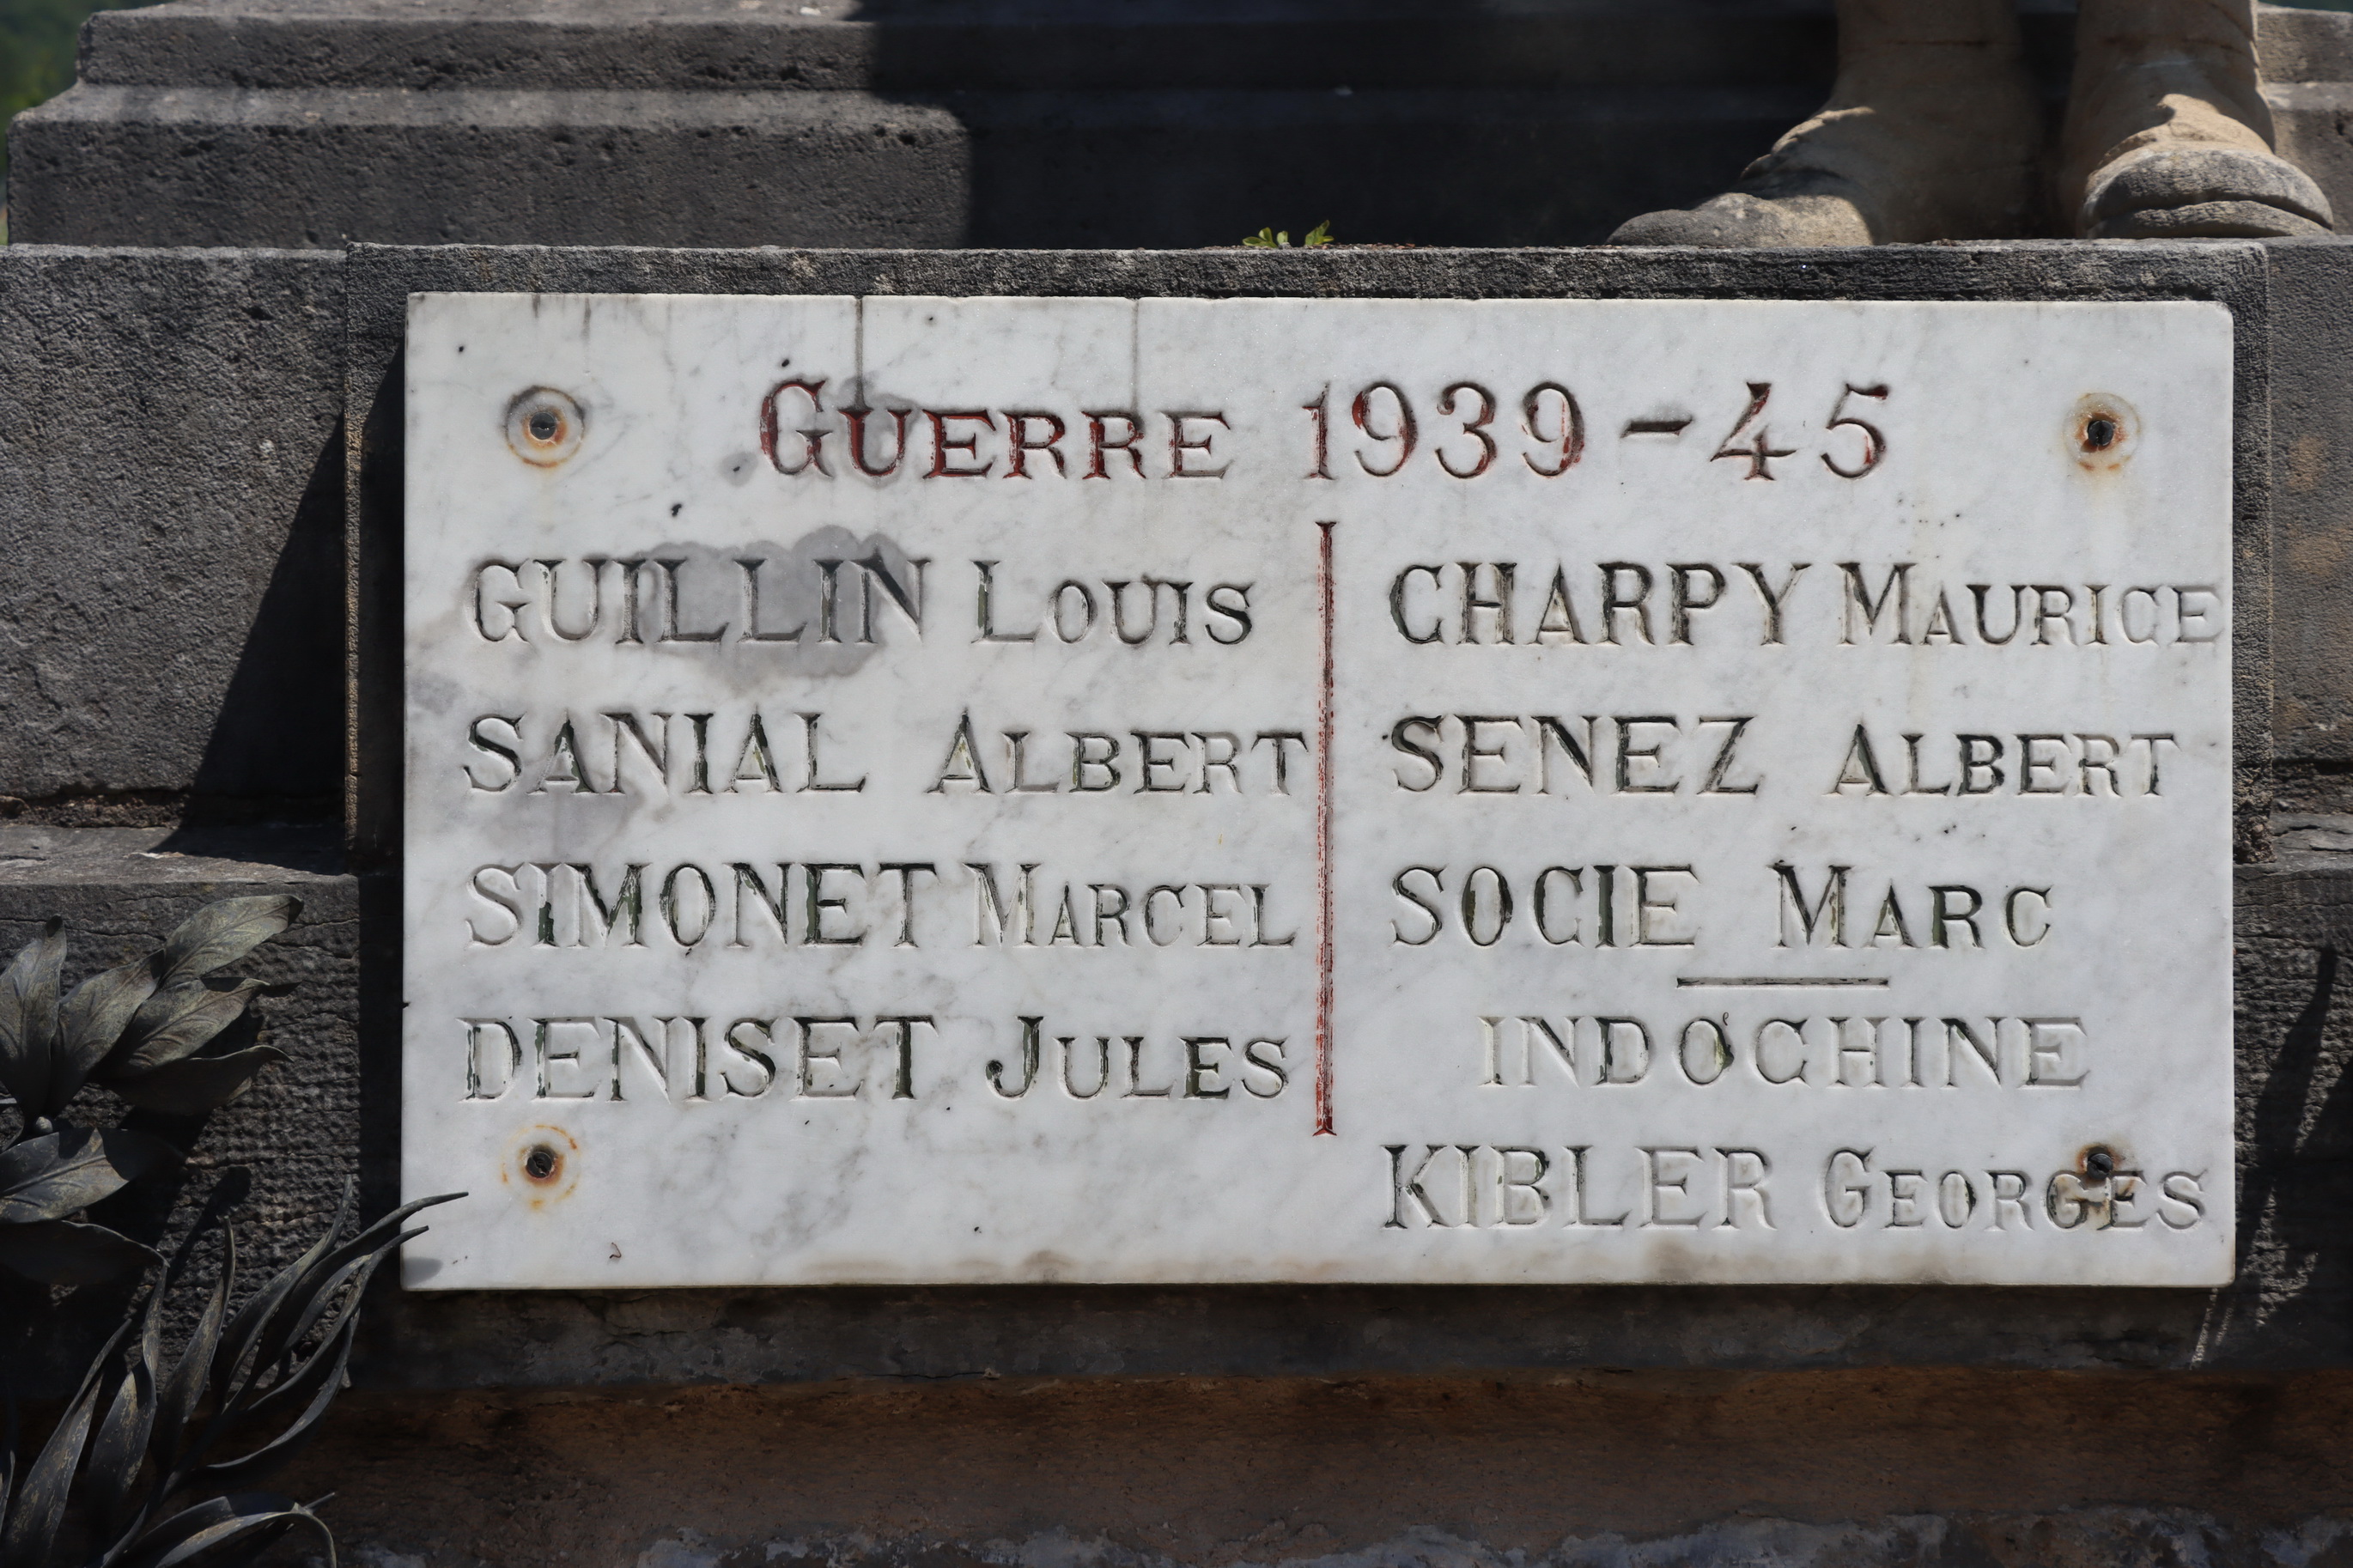 GUERRE 1939-45
GUILLIN LOUIS
SANIAL ALBERT
SIMONET MARCEL
DENISET JULES
CHARPY MAURICE
SENEZ ALBERT
SOCIE MARC
INDOCHINE
KIBLER GEORGES